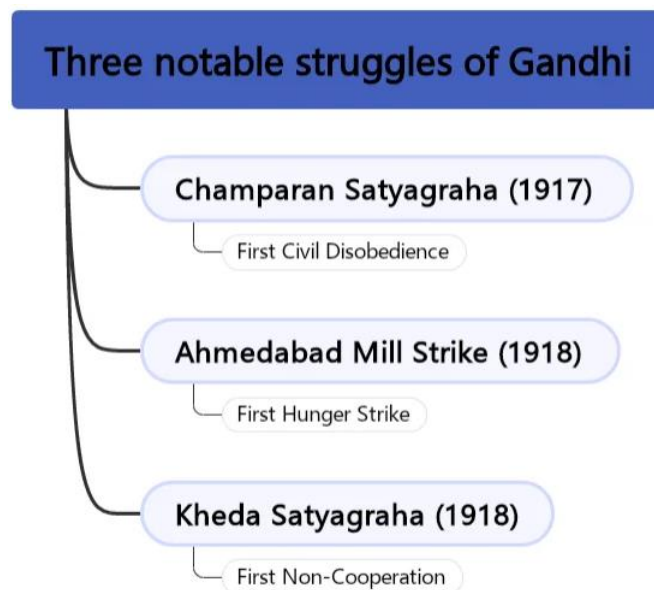 Three notable struggles of Gandhi
Champaran Satyagraha (1917)
First Civil Disobedience
Ahmedabad Mill Strike (1918)
First Hunger Strike
Kheda Satyagraha (1918)
First Non-Cooperation